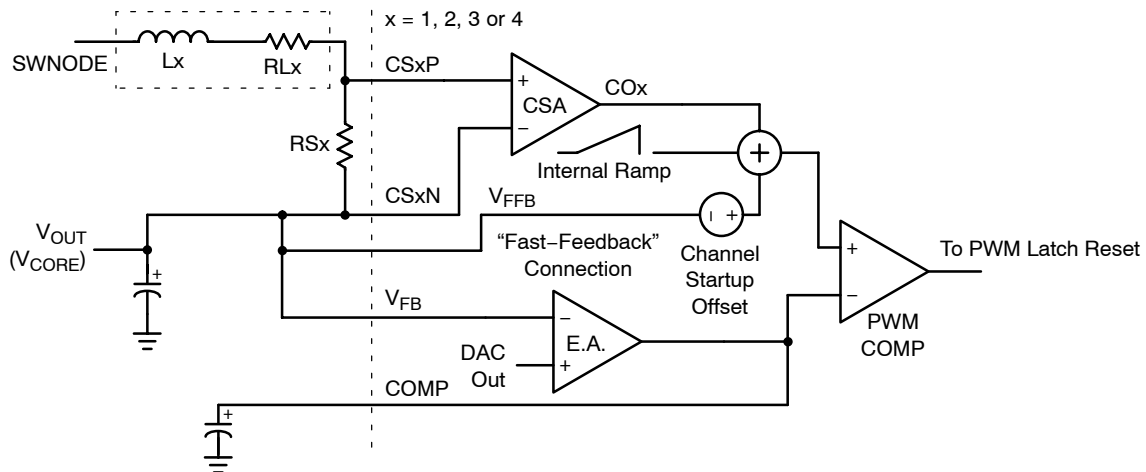 x = 1, 2, 3 or 4
SWNODE
Lx
RLx
CSxP
+
CSA
−
COx
RSx
Internal Ramp
+
CSxN
VFFB
− +
VOUT
(VCORE)
+
“Fast−Feedback”
Connection
Channel
Startup
Offset
+
−
To PWM Latch Reset
PWM
COMP
VFB
−
E.A.
+
DAC
Out
COMP
+